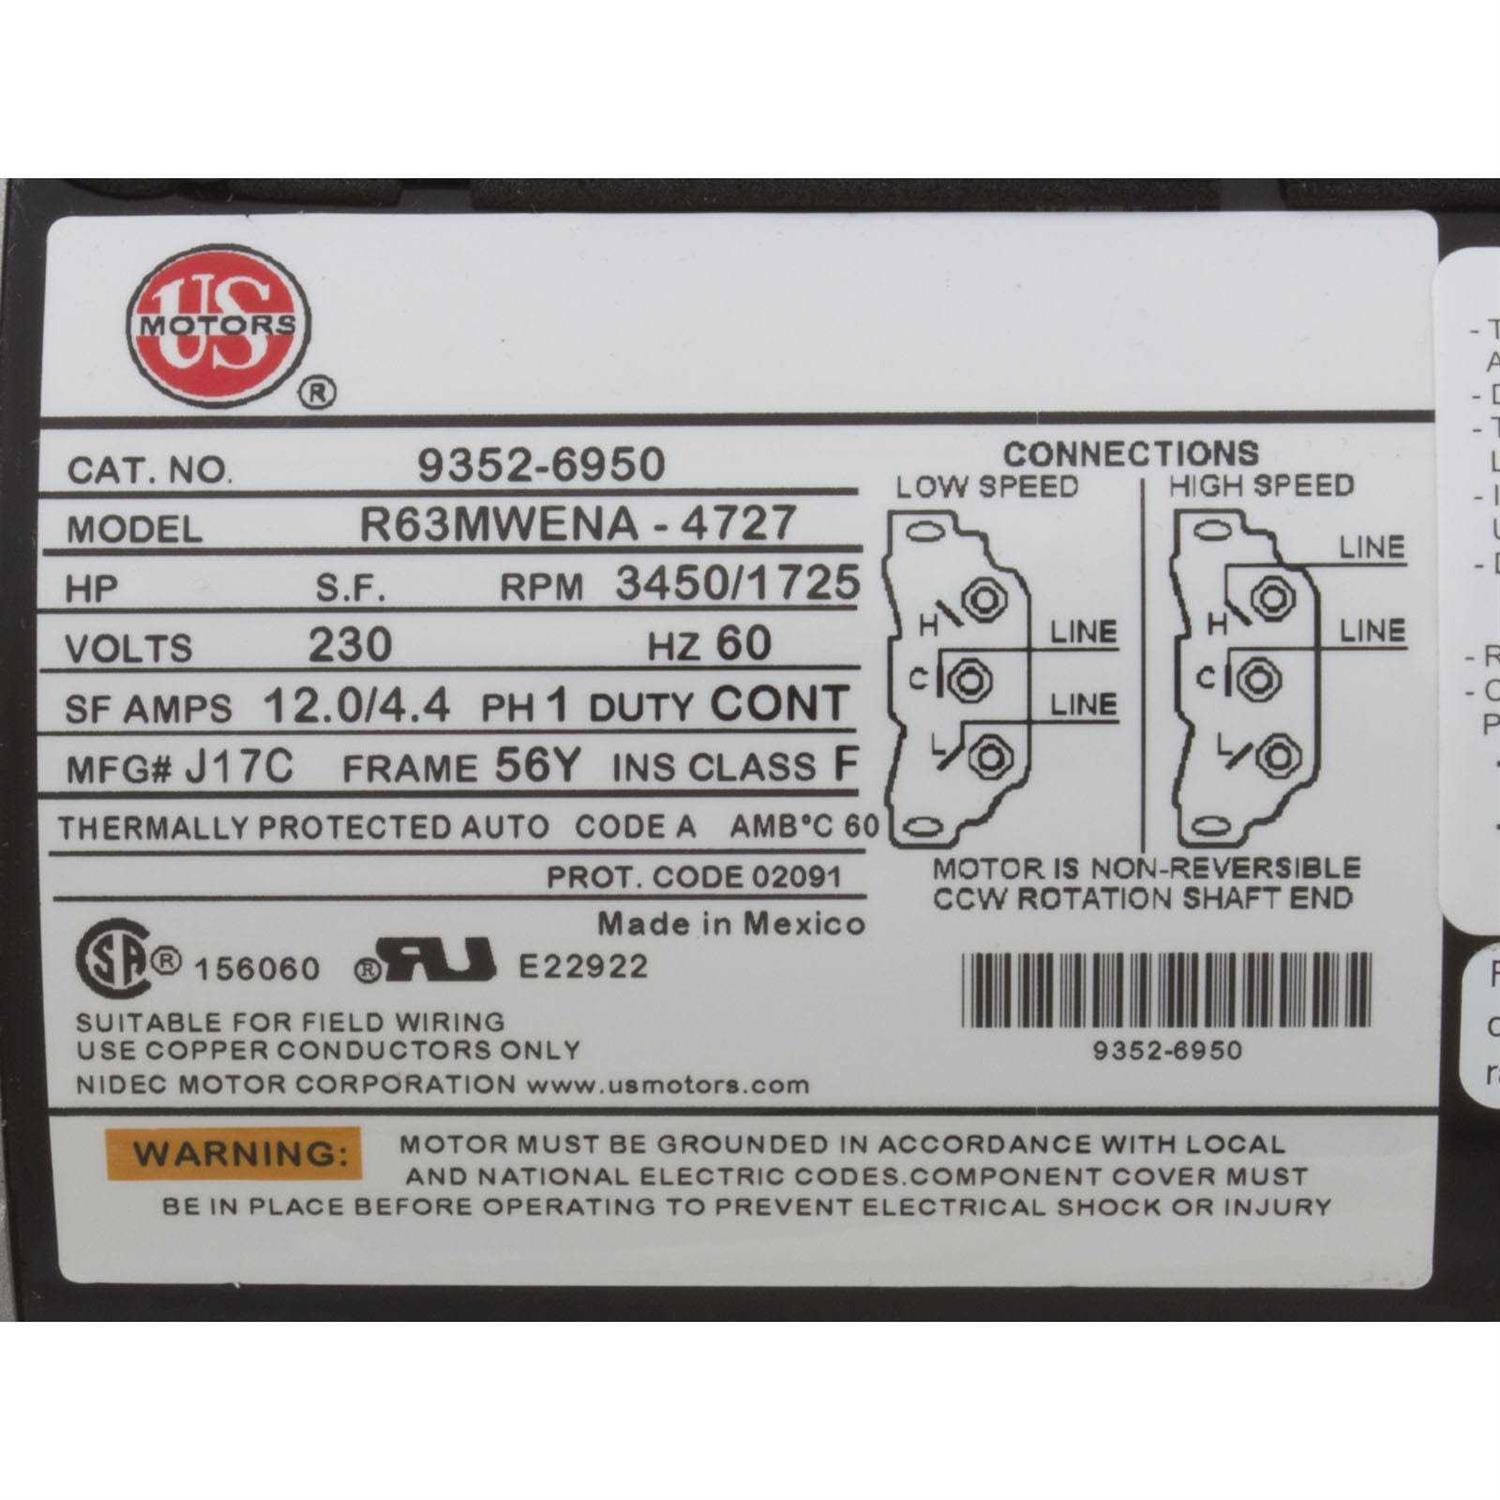 US
MOTORS
®
CAT. NO. 9352-6950
MODEL R63MWENA - 4727
HP S.F. RPM 3450/1725
VOLTS 230 HZ 60
SF AMPS 12.0/4.4 PH 1 DUTY CONT
MFG# J17C FRAME 56Y INS CLASS F
THERMALLY PROTECTED AUTO CODE A AMB°C 60
PROT. CODE 02091
Made in Mexico
SA ® 156060 ® RU E22922
SUITABLE FOR FIELD WIRING
USE COPPER CONDUCTORS ONLY
NIDEC MOTOR CORPORATION www.usmotors.com
CONNECTIONS
LOW SPEED
H
LINE
C
LINE
L
HIGH SPEED
LINE
H
LINE
C
L
MOTOR IS NON-REVERSIBLE
CCW ROTATION SHAFT END
9352-6950
WARNING: MOTOR MUST BE GROUNDED IN ACCORDANCE WITH LOCAL
AND NATIONAL ELECTRIC CODES.COMPONENT COVER MUST
BE IN PLACE BEFORE OPERATING TO PREVENT ELECTRICAL SHOCK OR INJURY